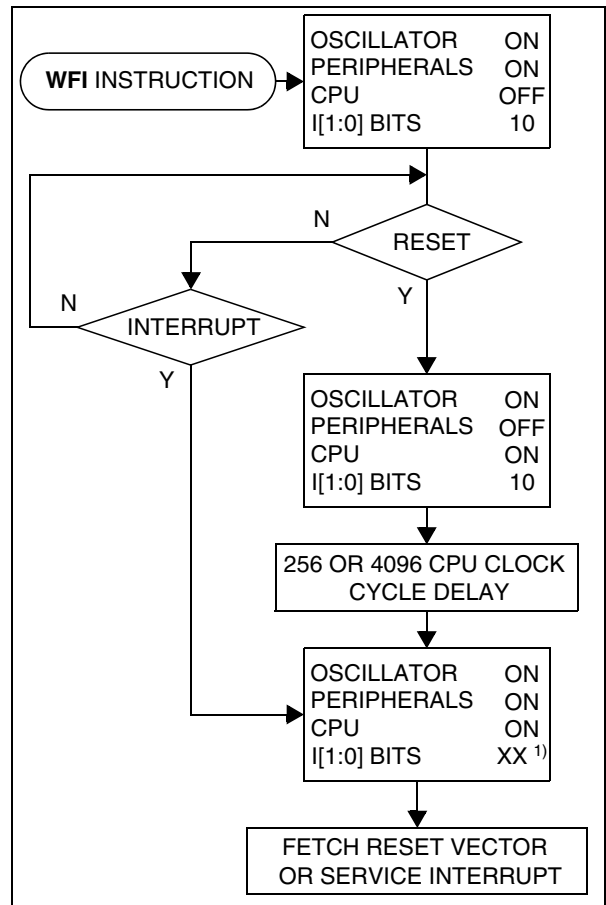 WFI INSTRUCTION
OSCILLATOR ON
PERIPHERALS ON
CPU OFF
I[1:0] BITS 10
N
RESET
Y
N
INTERRUPT
Y
OSCILLATOR ON
PERIPHERALS OFF
CPU ON
I[1:0] BITS 10
256 OR 4096 CPU CLOCK
CYCLE DELAY
OSCILLATOR ON
PERIPHERALS ON
CPU ON
I[1:0] BITS XX 1)
FETCH RESET VECTOR
OR SERVICE INTERRUPT